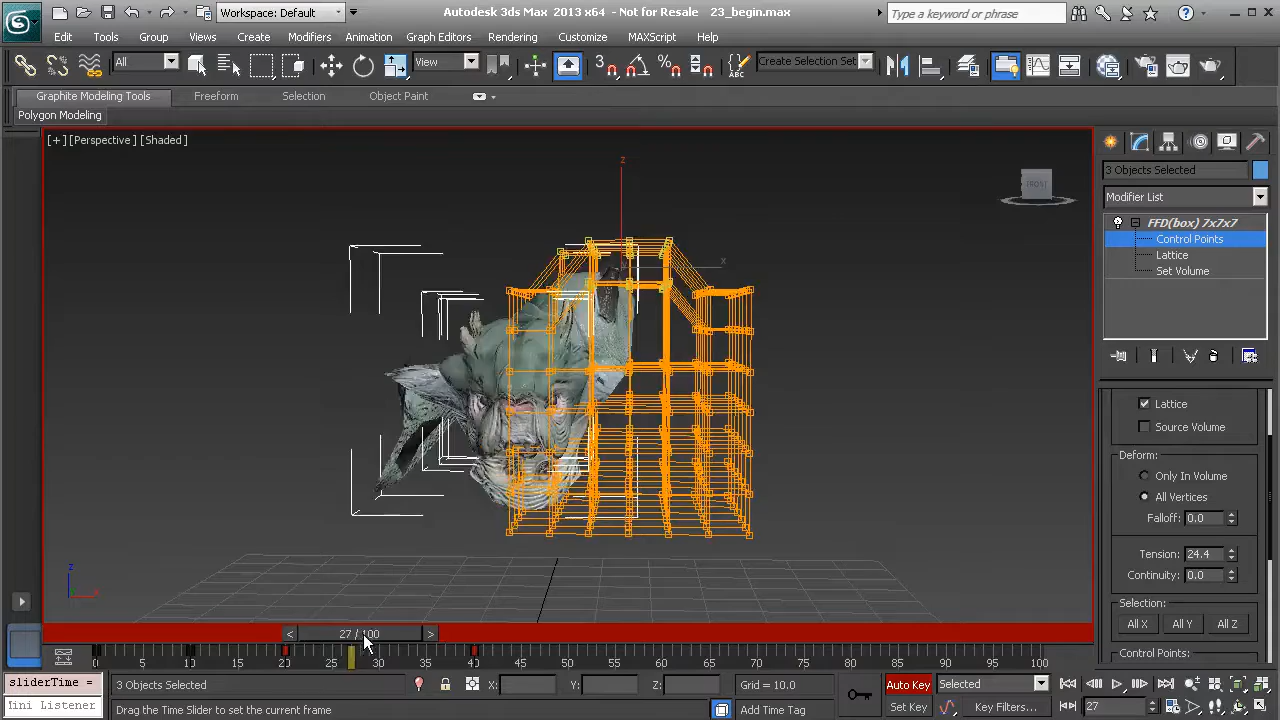 Workspace: Default
Autodesk 3ds Max 2013 x64 - Not for Resale 23_begin.max
Type a keyword or phrase
Edit Tools Group Views Create Modifiers Animation Graph Editors Rendering Customize MAXScript Help
All View Create Selection Set
Graphite Modeling Tools Freeform Selection Object Paint
Polygon Modeling
[+] [Perspective] [Shaded]
z
x
3 Objects Selected
Modifier List
FFD(box) 7x7x7
Control Points
Lattice
Set Volume
Lattice
Source Volume
Deform:
Only In Volume
All Vertices
Falloff: 0.0
Tension: 24.4
Continuity: 0.0
Selection:
All X All Y All Z
Control Points:
z
x
< 27 / 100 >
0 5 10 15 20 25 30 35 40 45 50 55 60 65 70 75 80 85 90 95 100
sliderTime = 3 Objects Selected X: Y: Z: Grid = 10.0 Auto Key Selected
Mini Listener Drag the Time Slider to set the current frame Add Time Tag Set Key Key Filters... 27